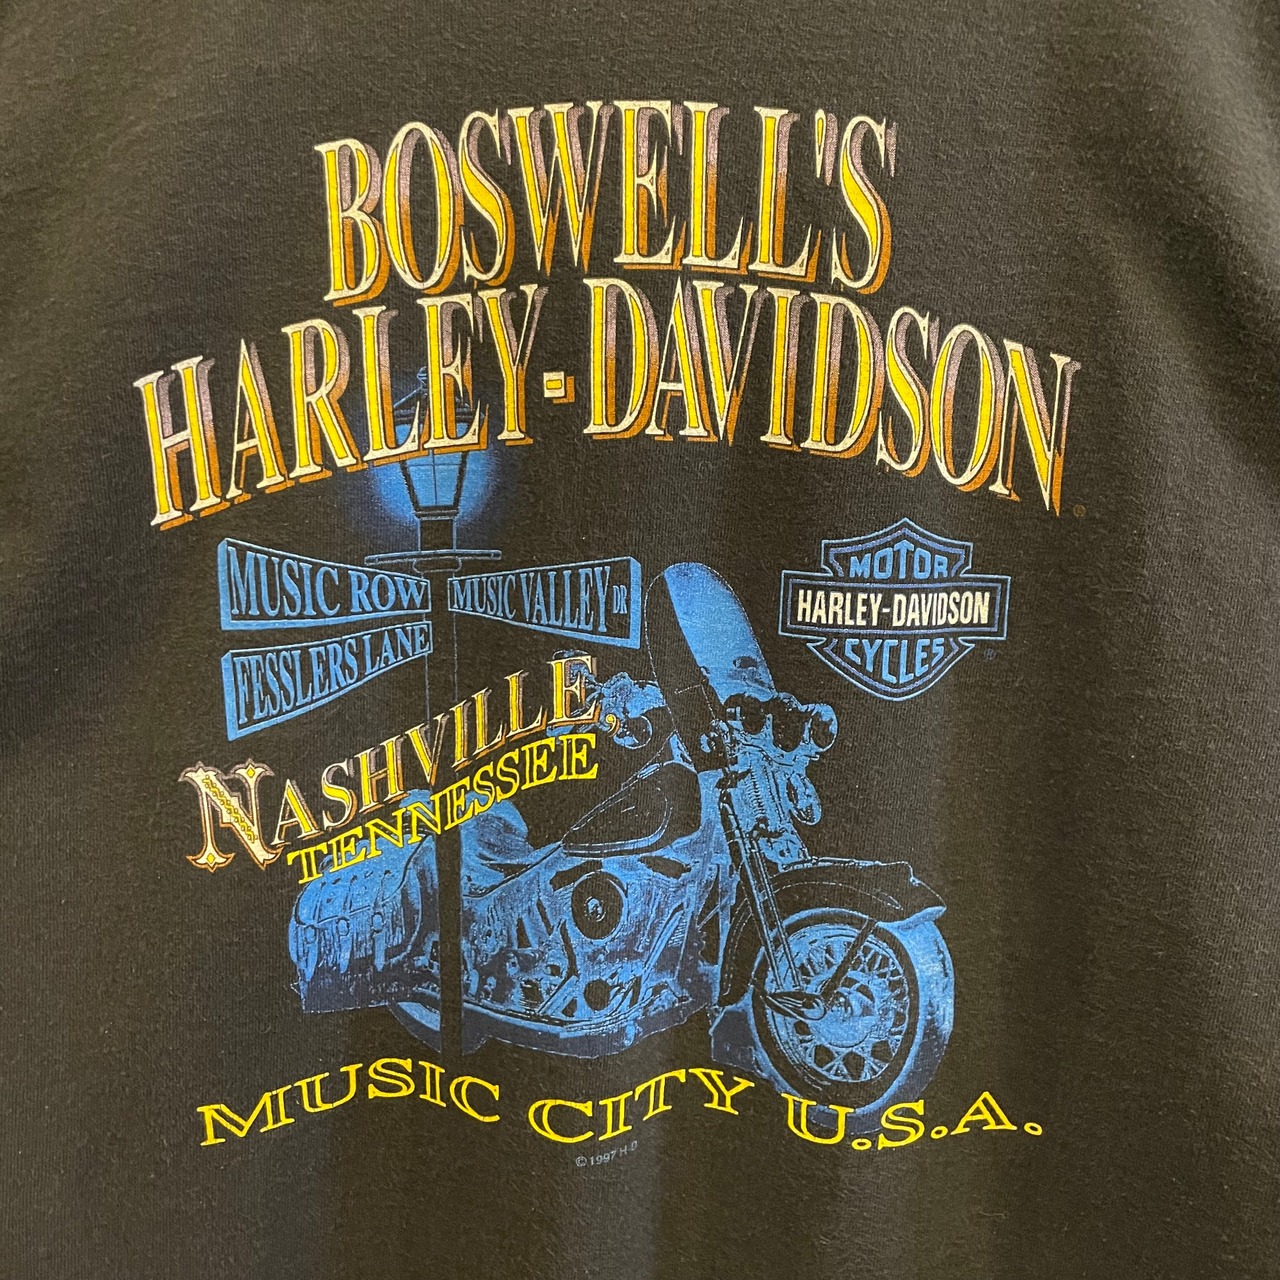 BOSWELL'S
HARLEY-DAVIDSON®
MUSIC ROW
MUSIC VALLEY DR
FESSLERS LANE
MOTOR
HARLEY-DAVIDSON
CYCLES
®
NASHVILLE,
TENNESSEE
MUSIC CITY U.S.A.
© 1997 H-D